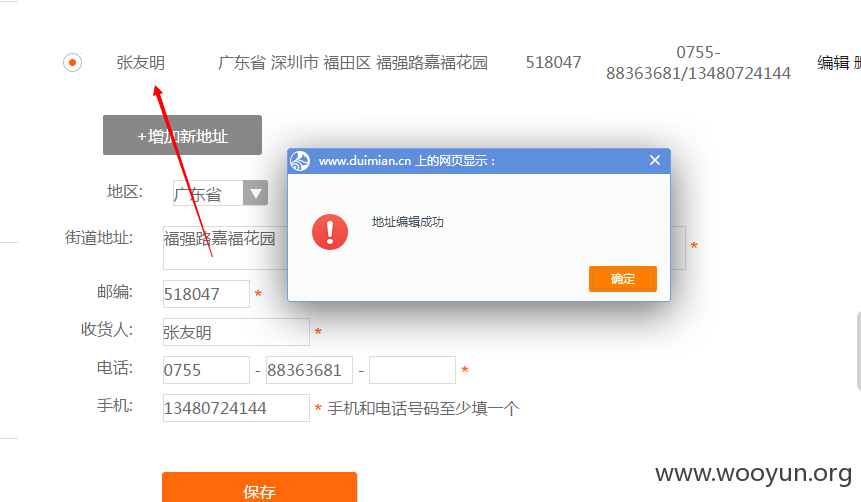 张友明 广东省 深圳市 福田区 福强路嘉福花园 518047 0755-
88363681/13480724144 编辑
+增加新地址
www.duimian.cn 上的网页显示：
地址编辑成功
确定
地区: 广东省
街道地址: 福强路嘉福花园 *
邮编: 518047 *
收货人: 张友明 *
电话: 0755 - 88363681 - *
手机: 13480724144 * 手机和电话号码至少填一个
保存
www.wooyun.org